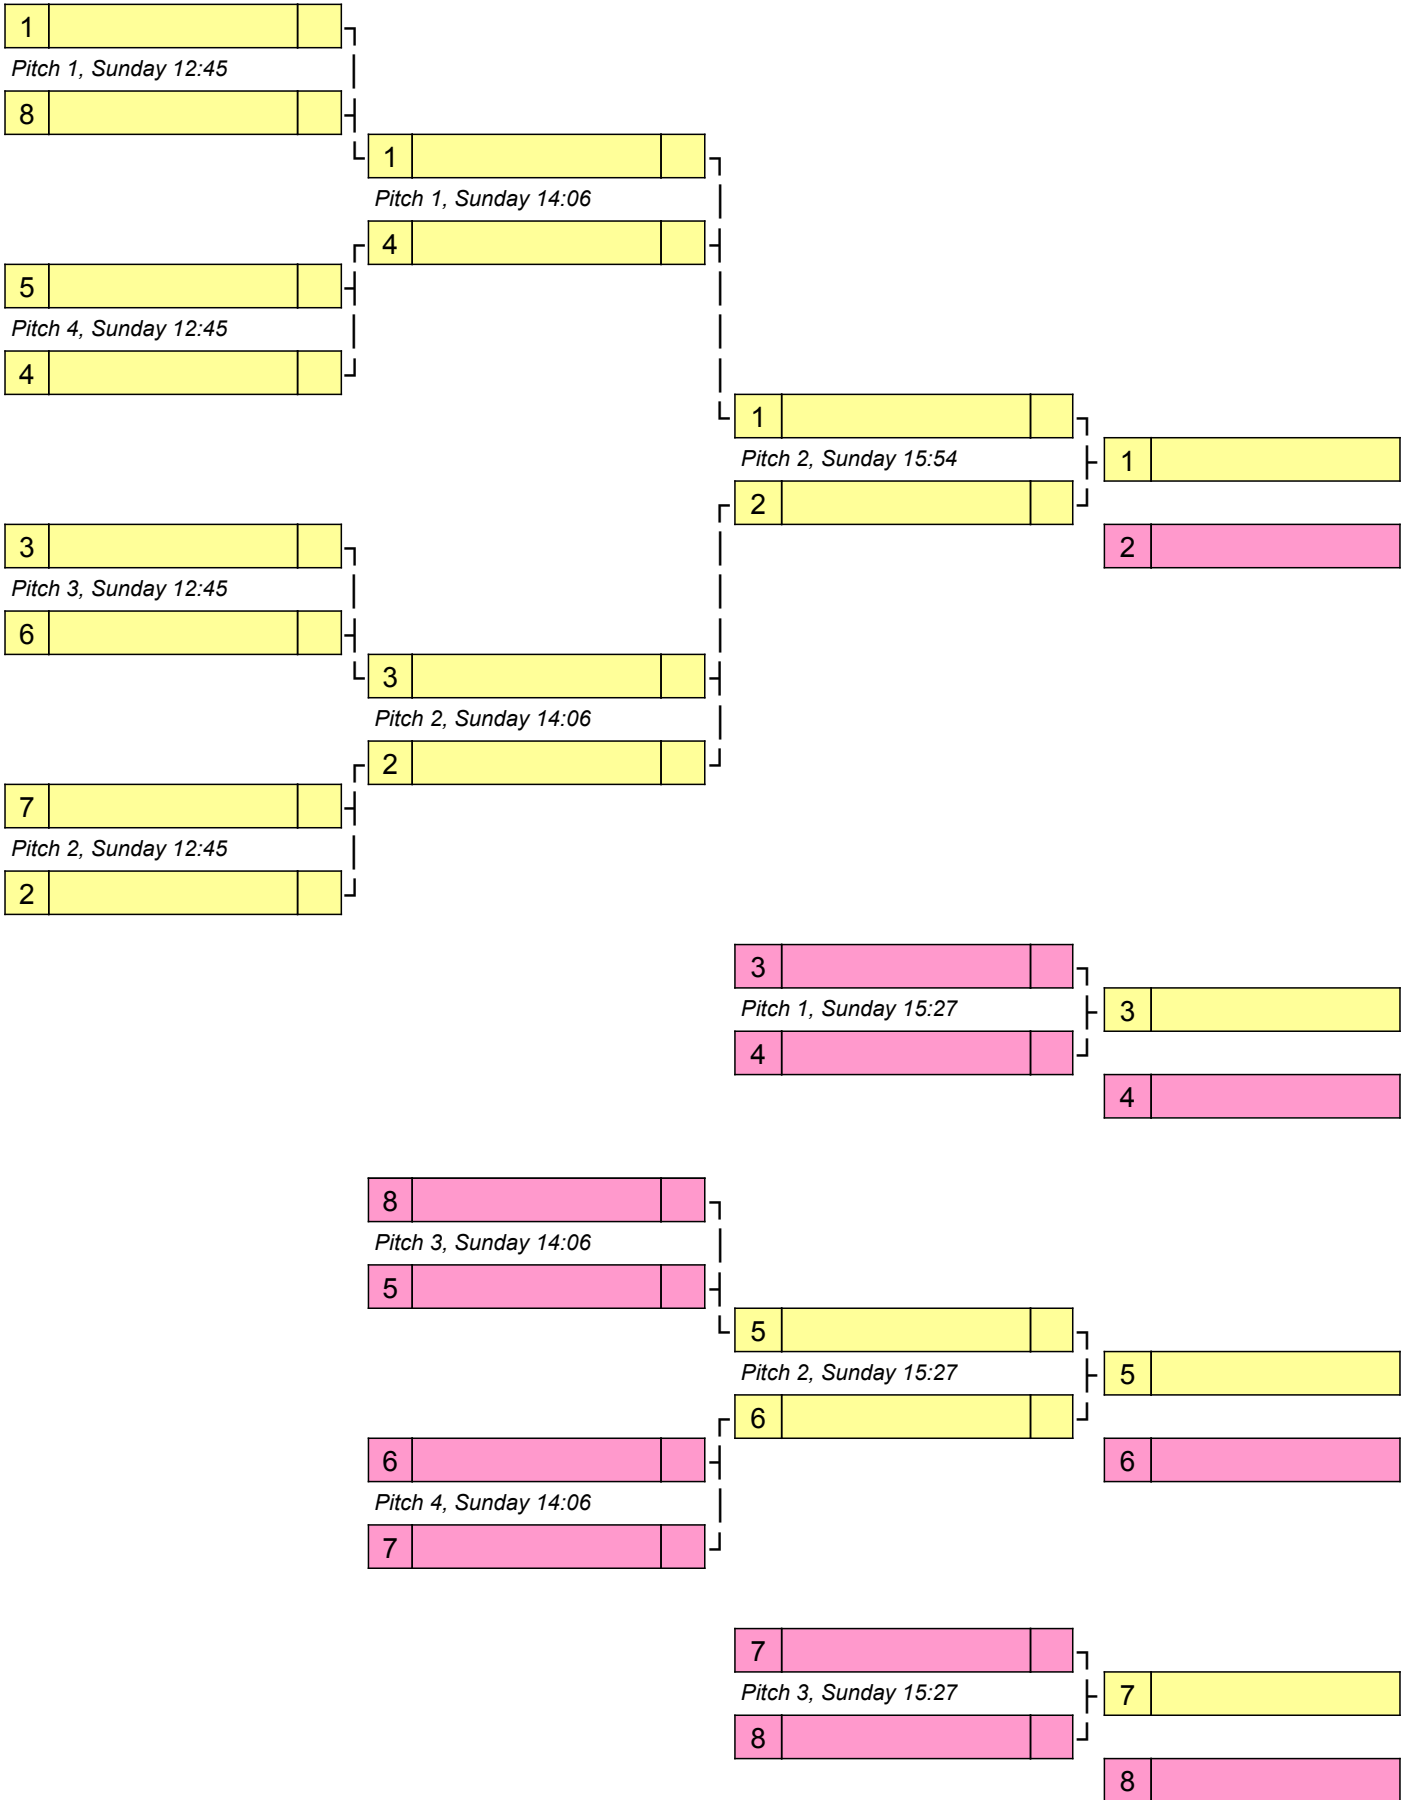 1
Pitch 1, Sunday 12:45
8
1
Pitch 1, Sunday 14:06
4
5
Pitch 4, Sunday 12:45
4
1
Pitch 2, Sunday 15:54
1
2
2
3
Pitch 3, Sunday 12:45
6
3
Pitch 2, Sunday 14:06
2
7
Pitch 2, Sunday 12:45
2
3
Pitch 1, Sunday 15:27
3
4
4
8
Pitch 3, Sunday 14:06
5
5
Pitch 2, Sunday 15:27
5
6
6
6
Pitch 4, Sunday 14:06
7
7
Pitch 3, Sunday 15:27
7
8
8